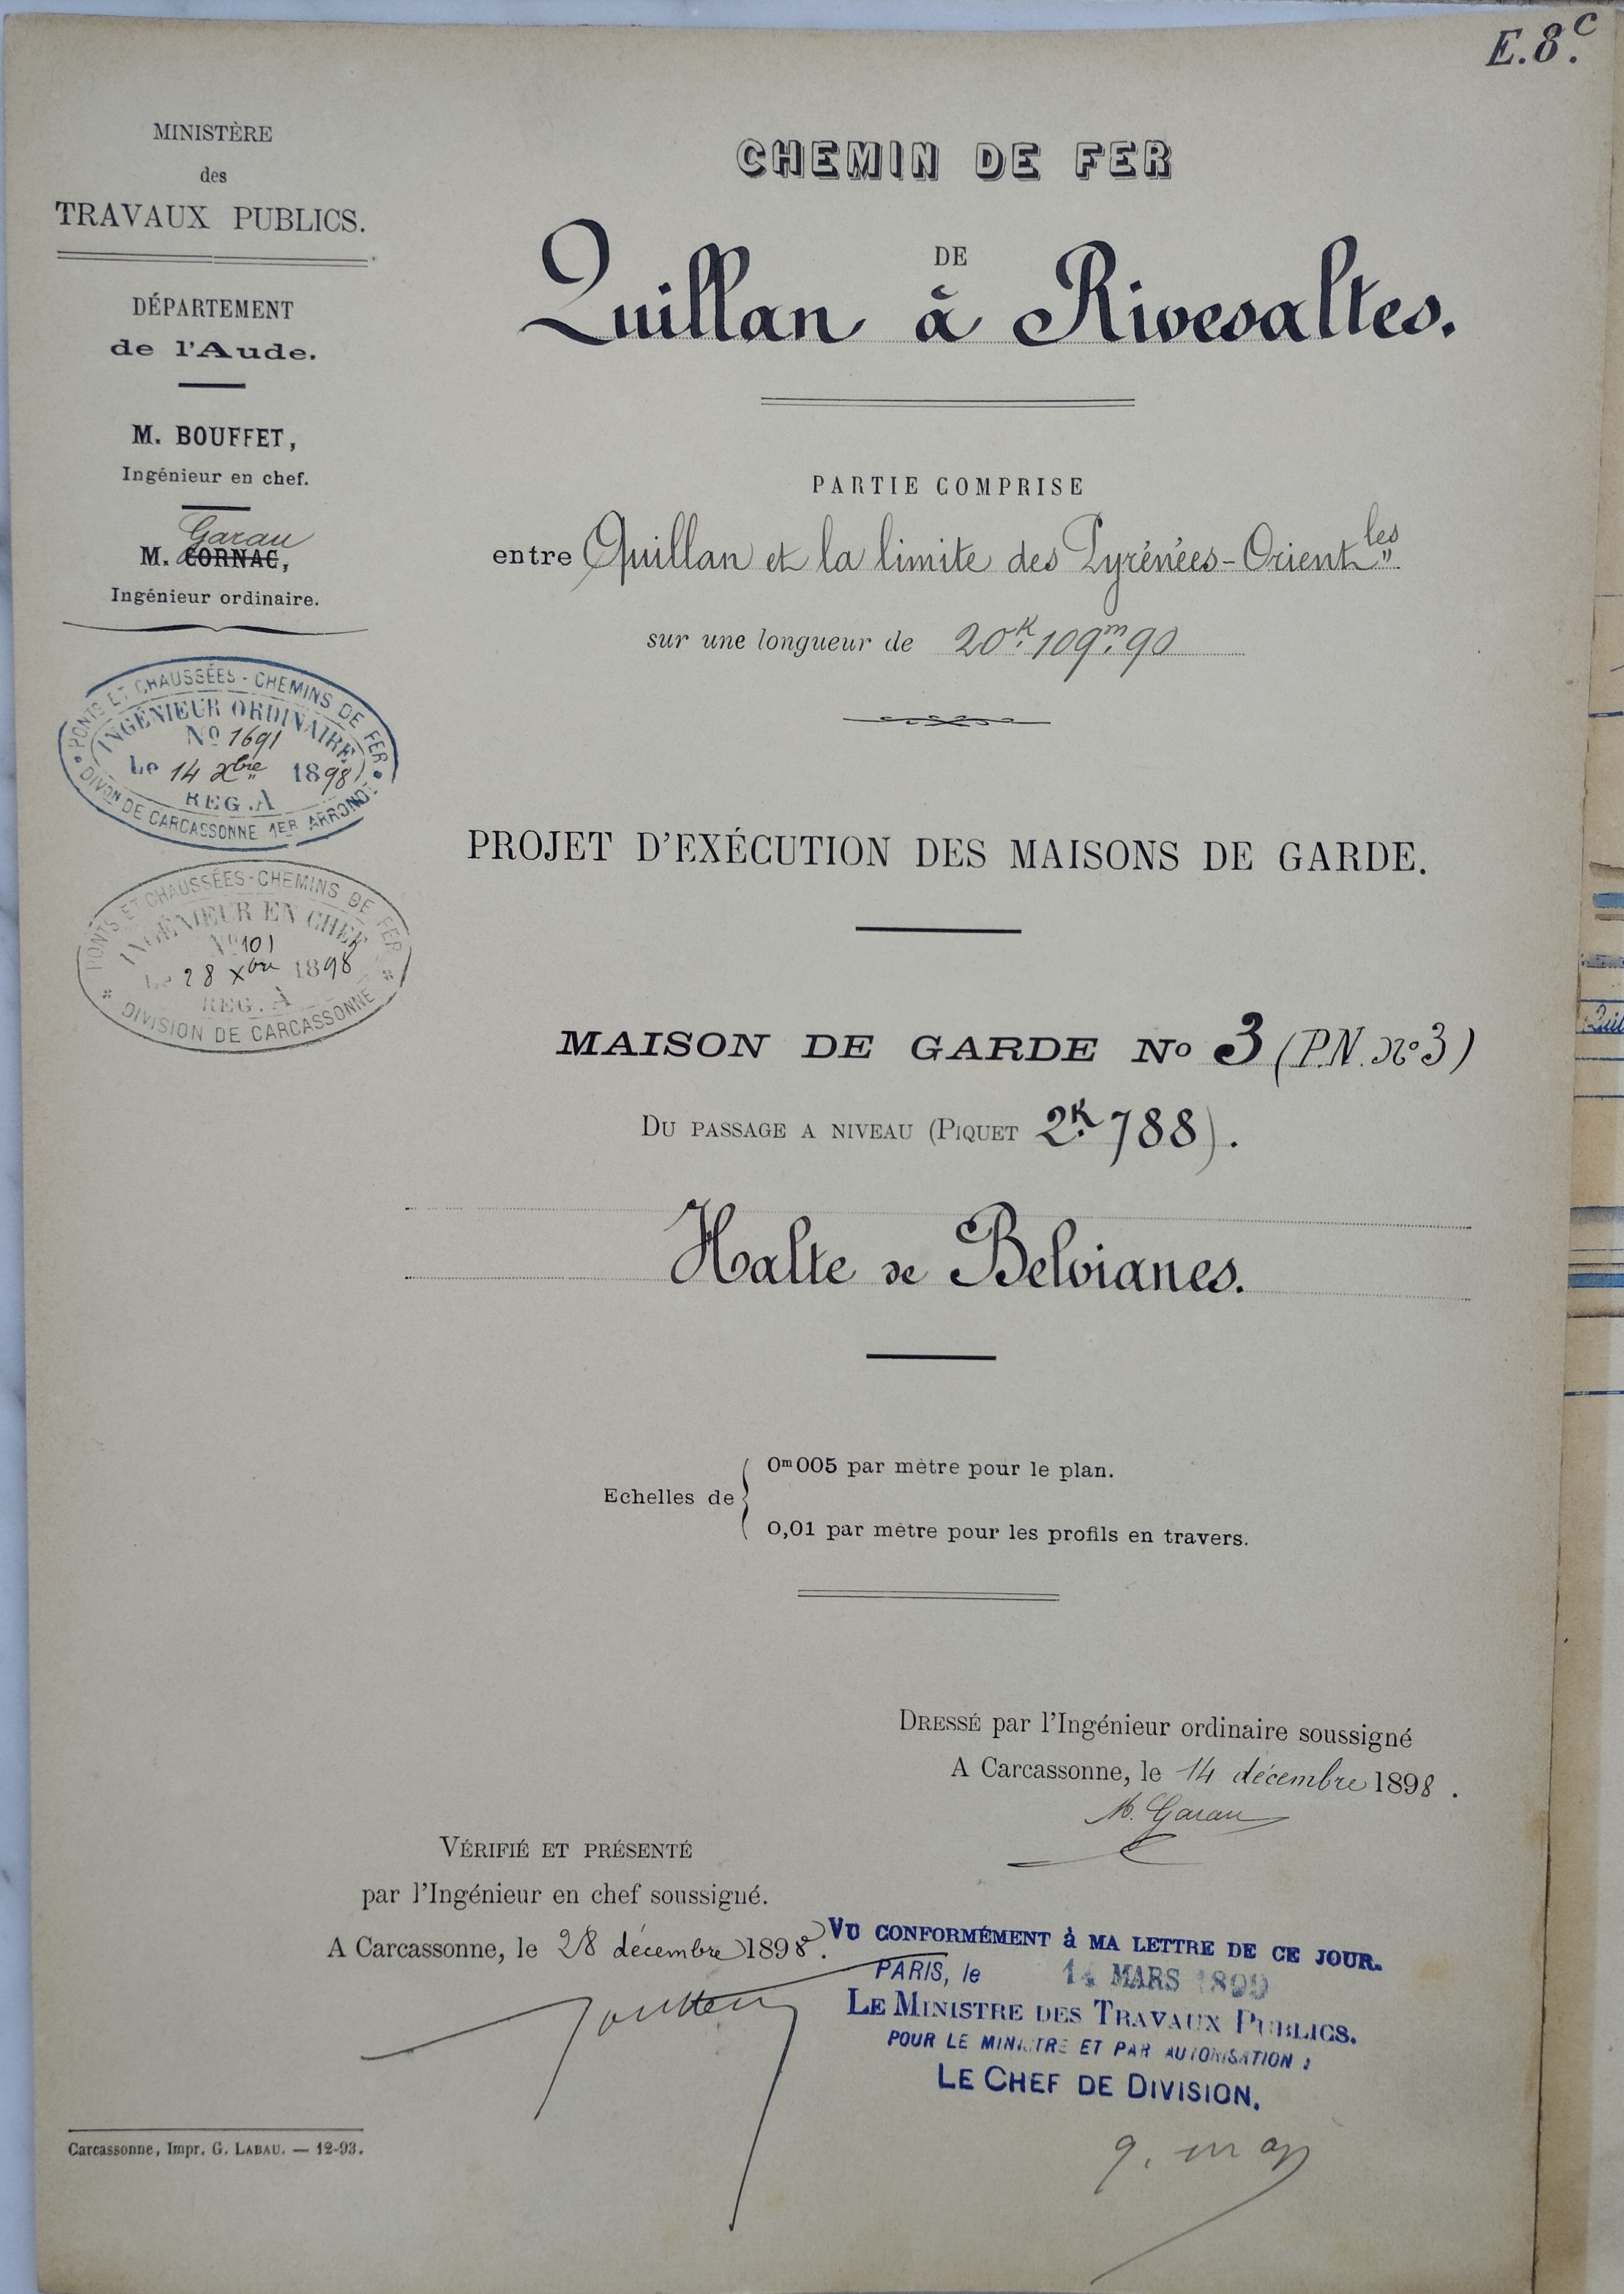 E.8.c
MINISTÈRE
des
TRAVAUX PUBLICS.
DÉPARTEMENT
de l'Aude.
M. BOUFFET,
Ingénieur en chef.
Garau
M. CORNAC,
Ingénieur ordinaire.
PONTS ET CHAUSSÉES - CHEMINS DE FER
INGÉNIEUR ORDINAIRE
No 1691
Le 14 Xbre 1898
REG. A
DIVon DE CARCASSONNE 1ER ARRONDt
PONTS ET CHAUSSÉES - CHEMINS DE FER
INGÉNIEUR EN CHEF
No 101
Le 28 Xbre 1898
REG. A
DIVISION DE CARCASSONNE
CHEMIN DE FER
DE
Quillan à Rivesaltes.
PARTIE COMPRISE
entre Quillan et la limite des Pyrénées-Orientles
sur une longueur de 20K.109m.90
PROJET D'EXÉCUTION DES MAISONS DE GARDE.
MAISON DE GARDE No 3 (P.N. no 3)
DU PASSAGE A NIVEAU (PIQUET 2K.788).
Halte de Belvianes.
Echelles de
0m005 par mètre pour le plan.
0,01 par mètre pour les profils en travers.
DRESSÉ par l'Ingénieur ordinaire soussigné
A Carcassonne, le 14 décembre 1898.
M. Garau
VÉRIFIÉ ET PRÉSENTÉ
par l'Ingénieur en chef soussigné.
A Carcassonne, le 28 décembre 1898.
VU CONFORMÉMENT à MA LETTRE DE CE JOUR.
PARIS, le 14 MARS 1899
LE MINISTRE DES TRAVAUX PUBLICS.
POUR LE MINISTRE ET PAR AUTORISATION :
LE CHEF DE DIVISION.
Carcassonne, Impr. G. LABAU. — 12-93.